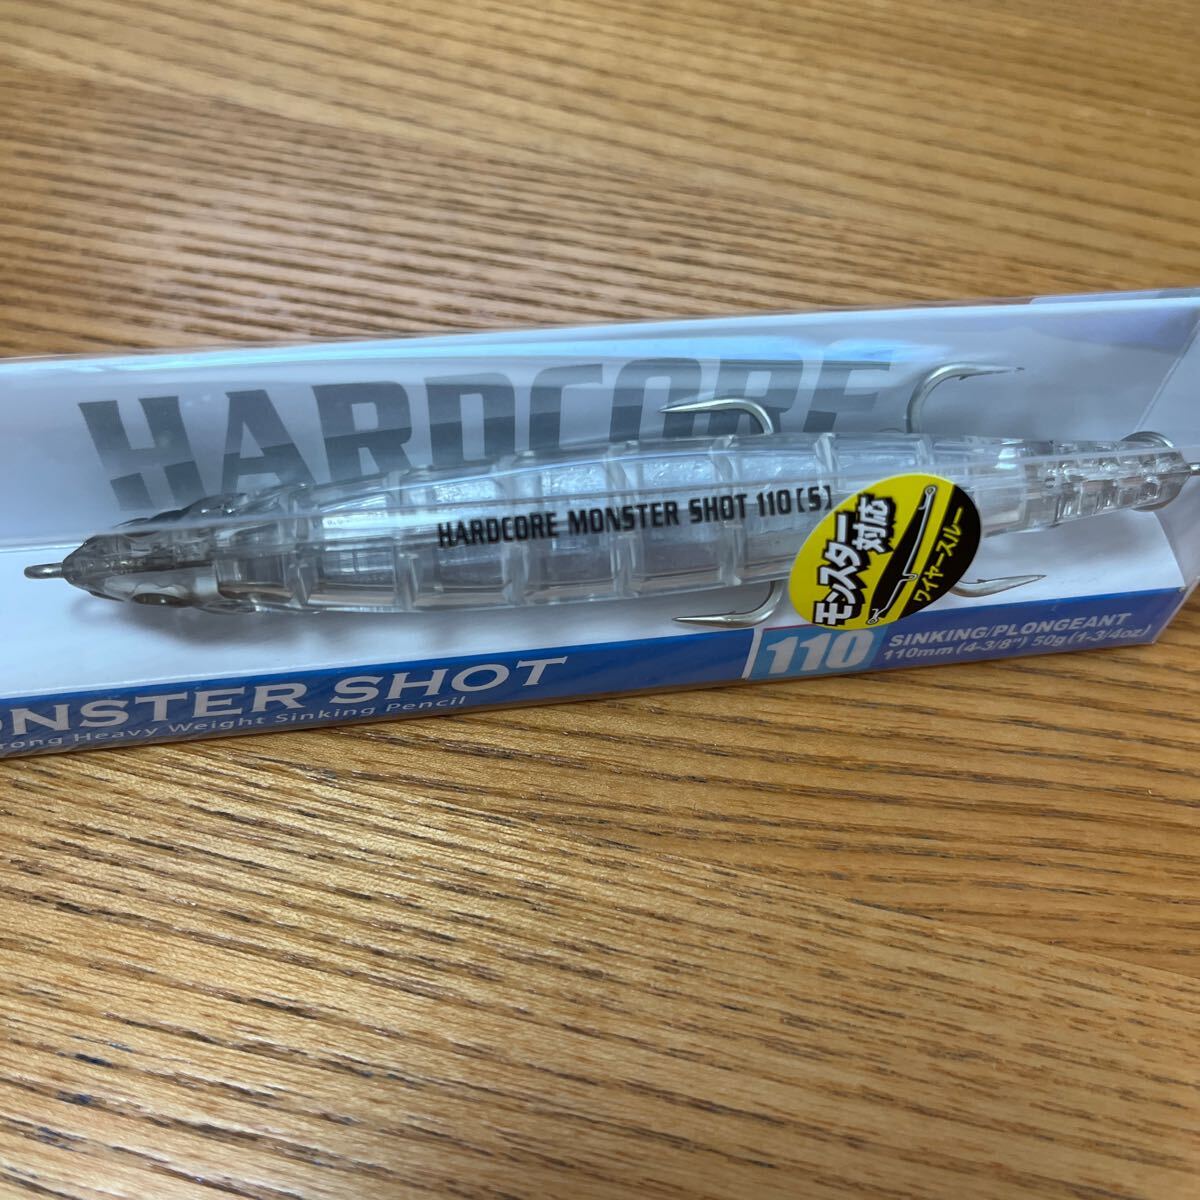 HARDCORE
HARDCORE MONSTER SHOT 110 [S]
モンスター
対応
ワイヤースルー
110
SINKING/PLONGEANT
110mm (4-3/8") 50g (1-3/4oz.)
ONSTER SHOT
rong Heavy Weight Sinking Pencil